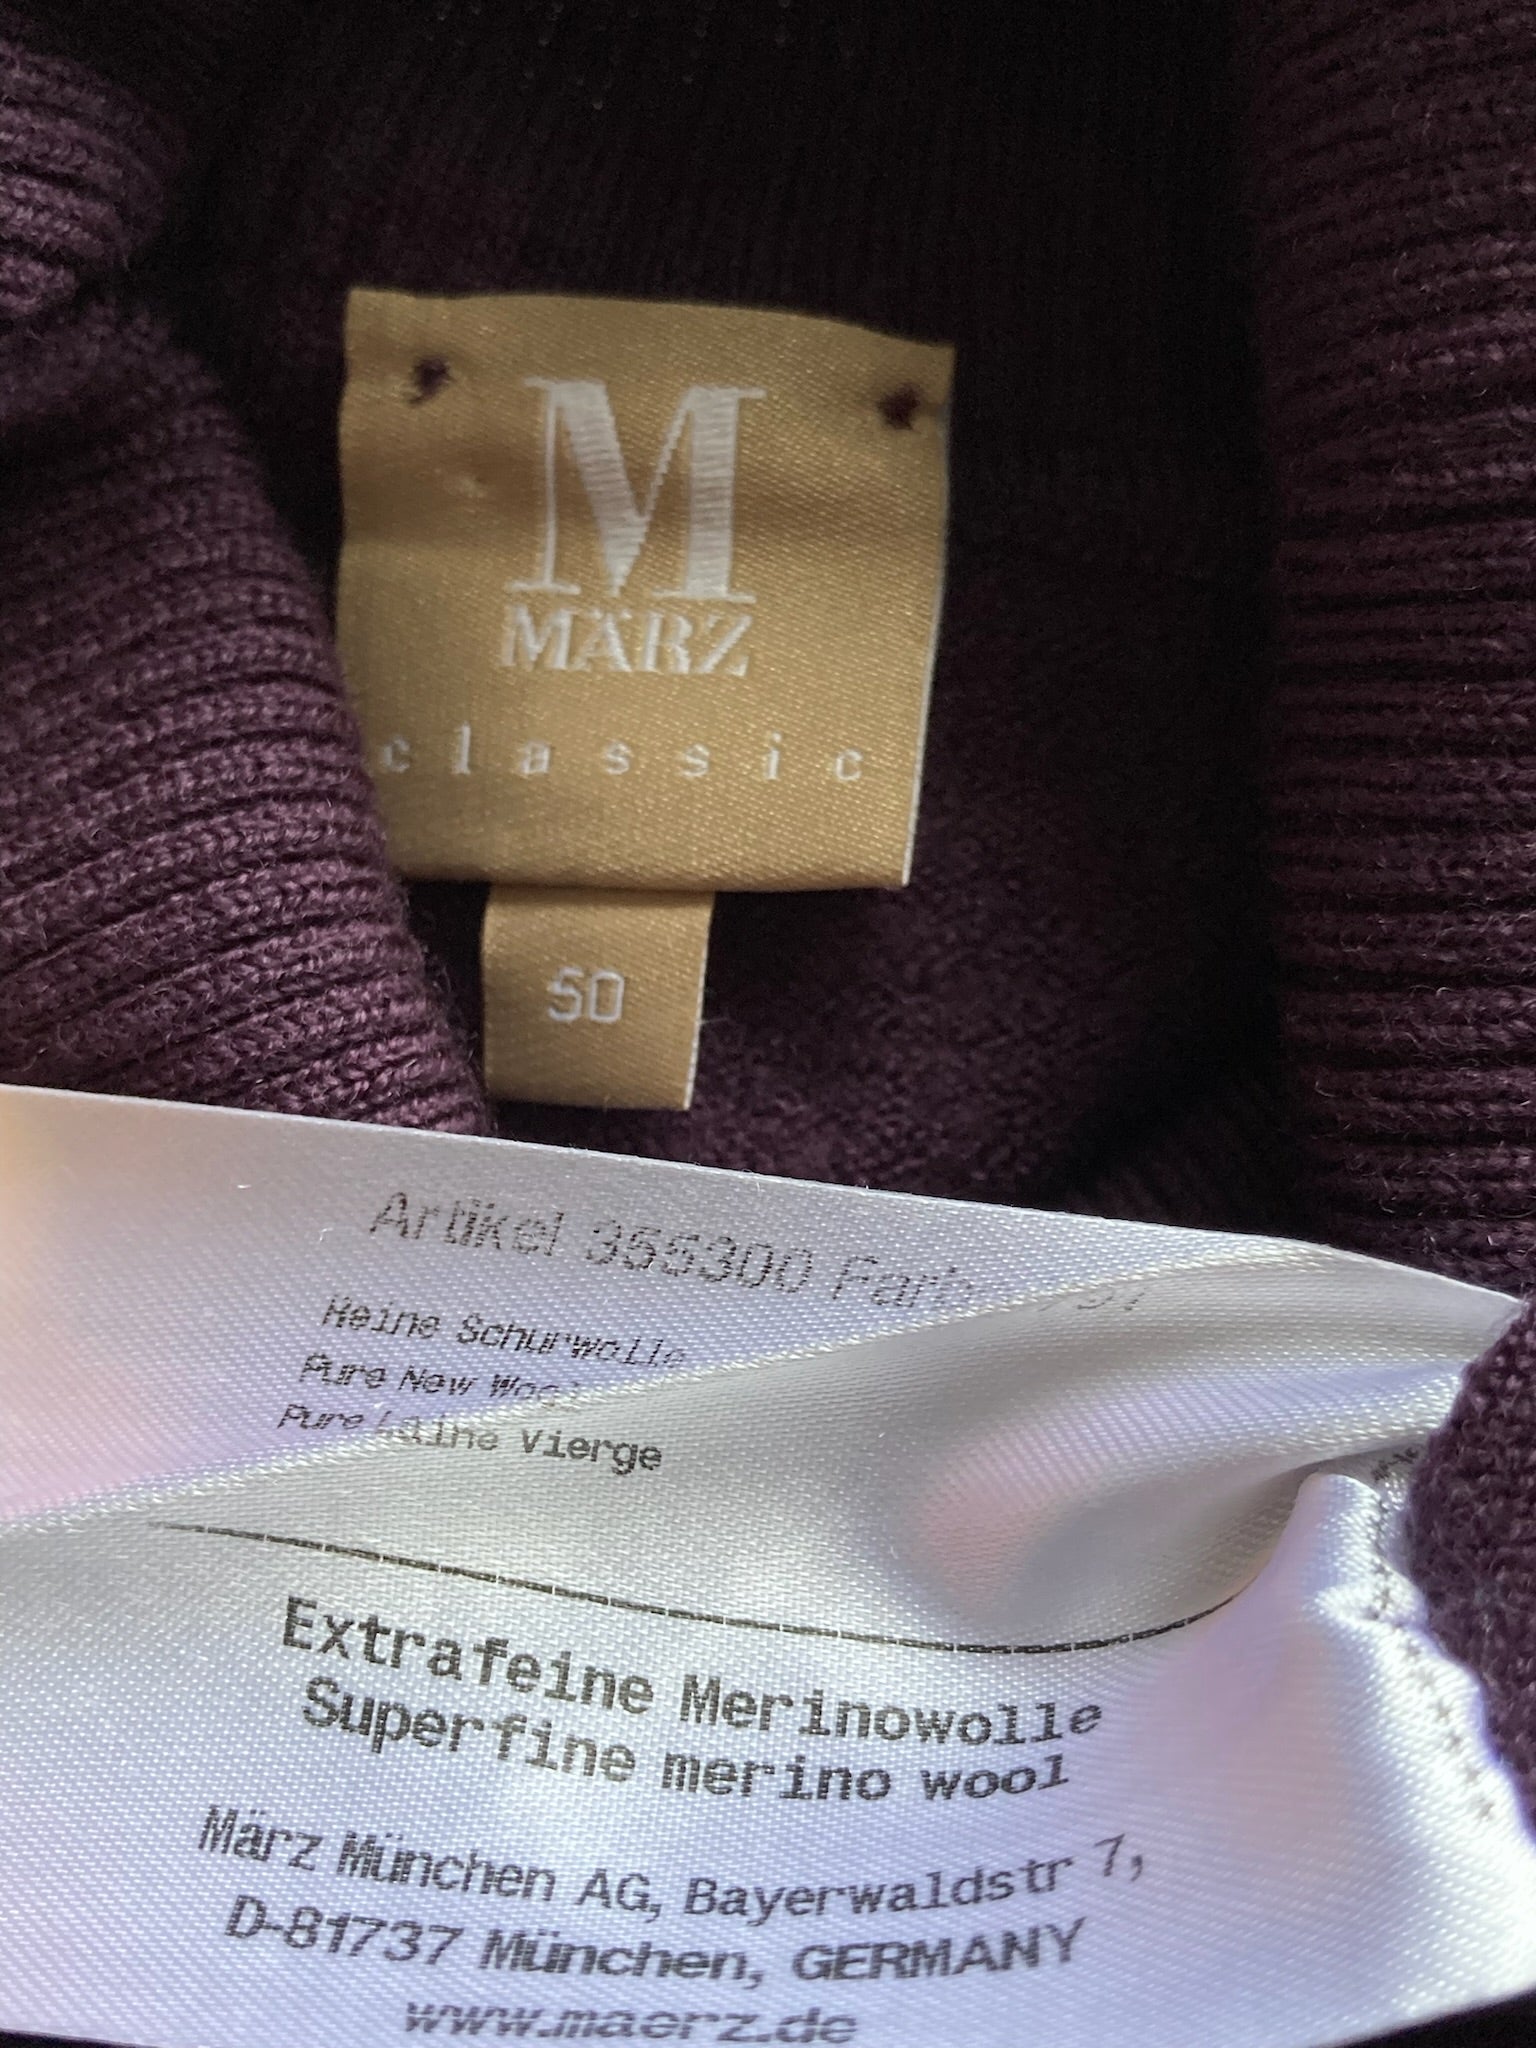 M
MÄRZ
classic
50
Artikel 355300 Farb
Reine Schurwolle
Pure New Wool
Pure Laine Vierge
Extrafeine Merinowolle
Superfine merino wool
März München AG, Bayerwaldstr 7,
D-81737 München, GERMANY
www.maerz.de